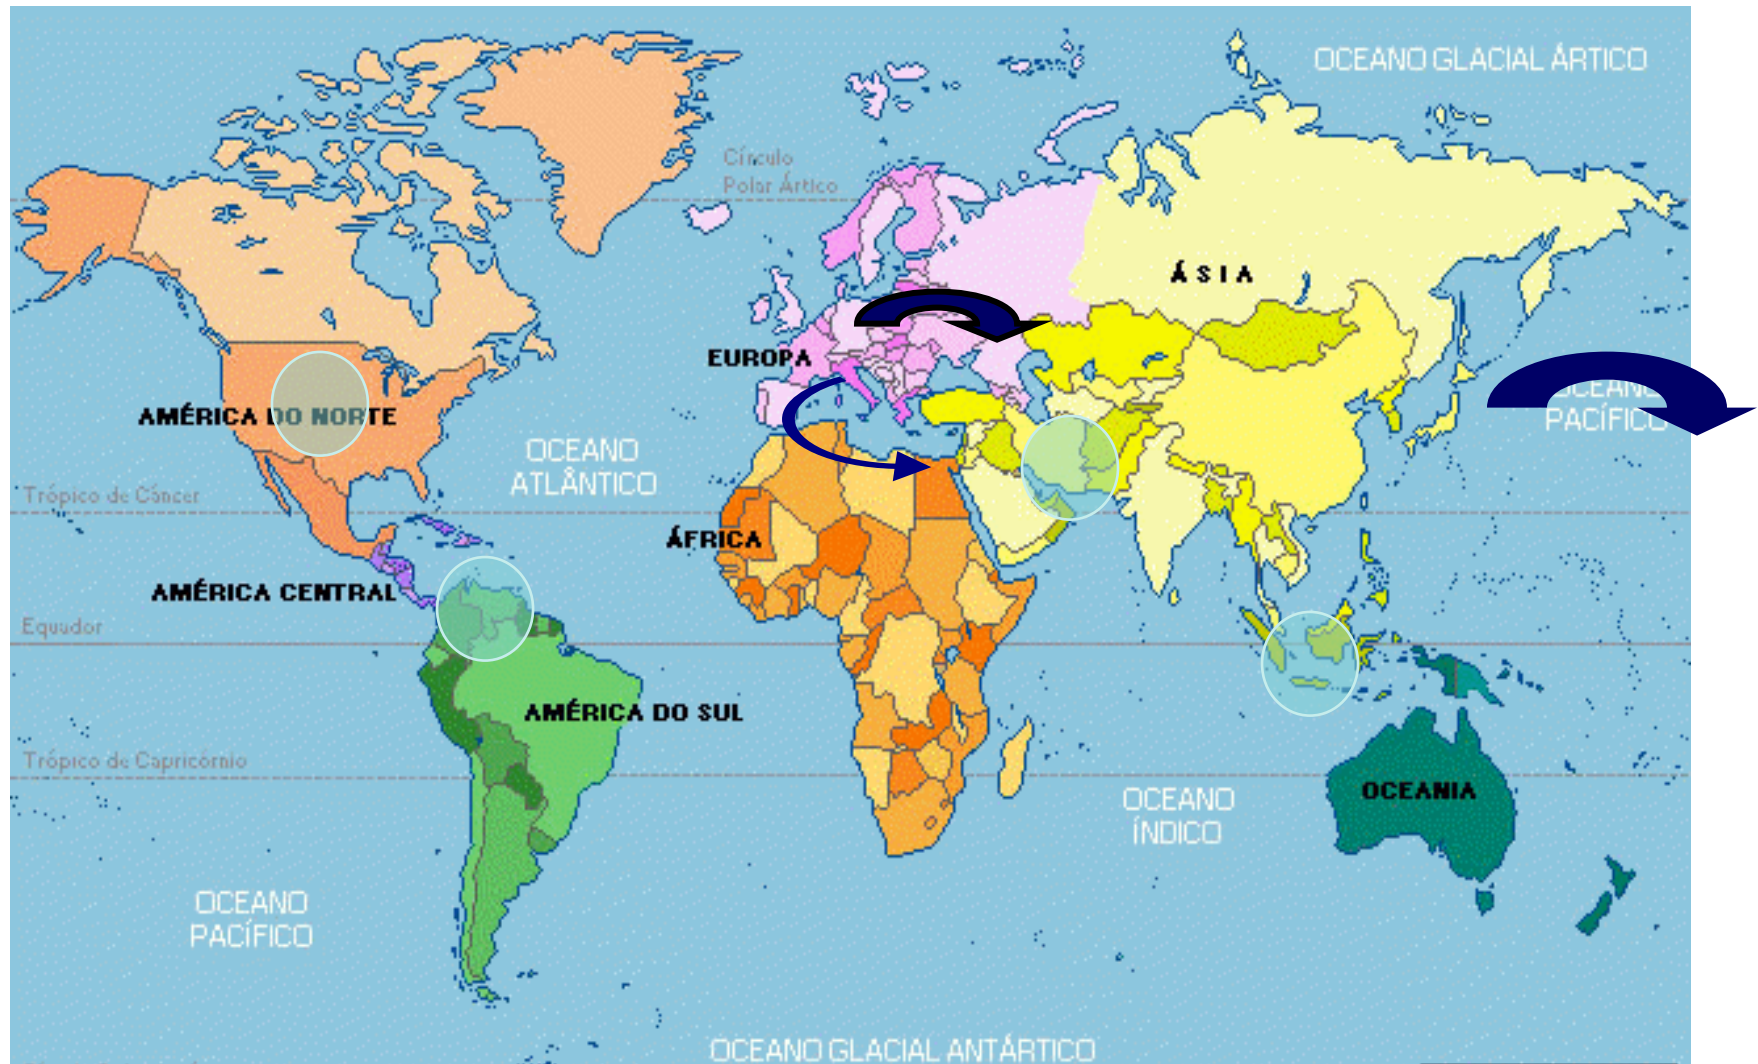 OCEANO GLACIAL ÁRTICO
Círculo
Polar Ártico
ÁSIA
EUROPA
AMÉRICA DO NORTE
OCEANO
PACÍFICO
OCEANO
ATLÂNTICO
Trópico de Câncer
ÁFRICA
AMÉRICA CENTRAL
Equador
AMÉRICA DO SUL
Trópico de Capricórnio
OCEANIA
OCEANO
ÍNDICO
OCEANO
PACÍFICO
OCEANO GLACIAL ANTÁRTICO